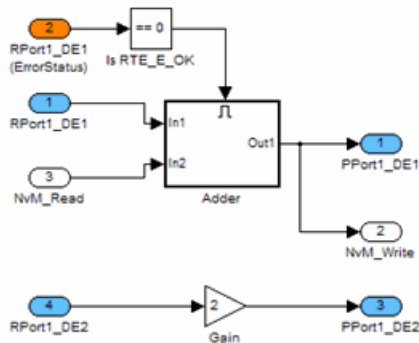 2
== 0
RPort1_DE1
(ErrorStatus)
Is RTE_E_OK
1
In1
RPort1_DE1
Out1
1
PPort1_DE1
3
In2
NvM_Read
Adder
2
NvM_Write
4
2
3
RPort1_DE2
Gain
PPort1_DE2